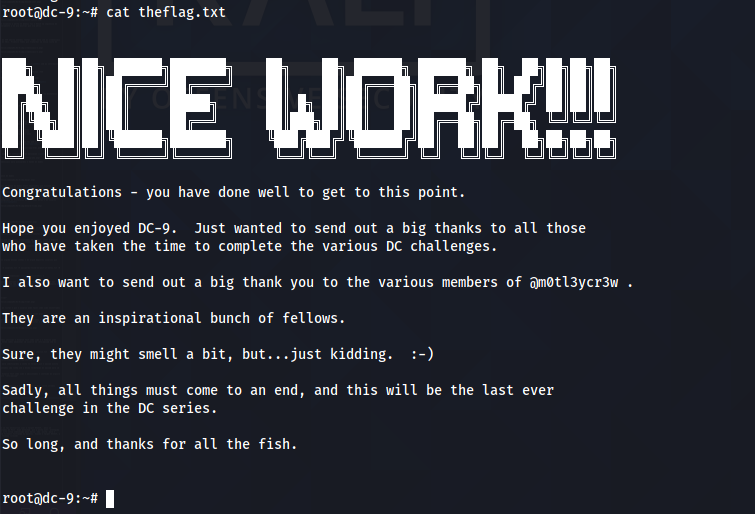 root@dc-9:~# cat theflag.txt
NICE WORK!!!
Congratulations - you have done well to get to this point.
Hope you enjoyed DC-9.  Just wanted to send out a big thanks to all those
who have taken the time to complete the various DC challenges.
I also want to send out a big thank you to the various members of @m0tl3ycr3w .
They are an inspirational bunch of fellows.
Sure, they might smell a bit, but...just kidding.  :-)
Sadly, all things must come to an end, and this will be the last ever
challenge in the DC series.
So long, and thanks for all the fish.
root@dc-9:~#